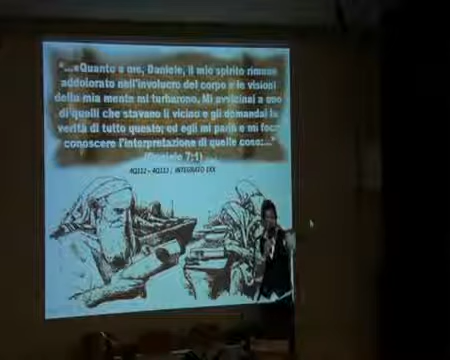 "...«Quanto a me, Daniele, il mio spirito rimase
addolorato nell'involucro del corpo e le visioni
della mia mente mi turbarono. Mi avvicinai a uno
di quelli che stavano lì vicino e gli domandai la
verità di tutto questo; ed egli mi parlò e mi fece
conoscere l'interpretazione di quelle cose:..."
(Daniele 7:1)
4Q112 – 4Q113 | INTEGRATO LXX